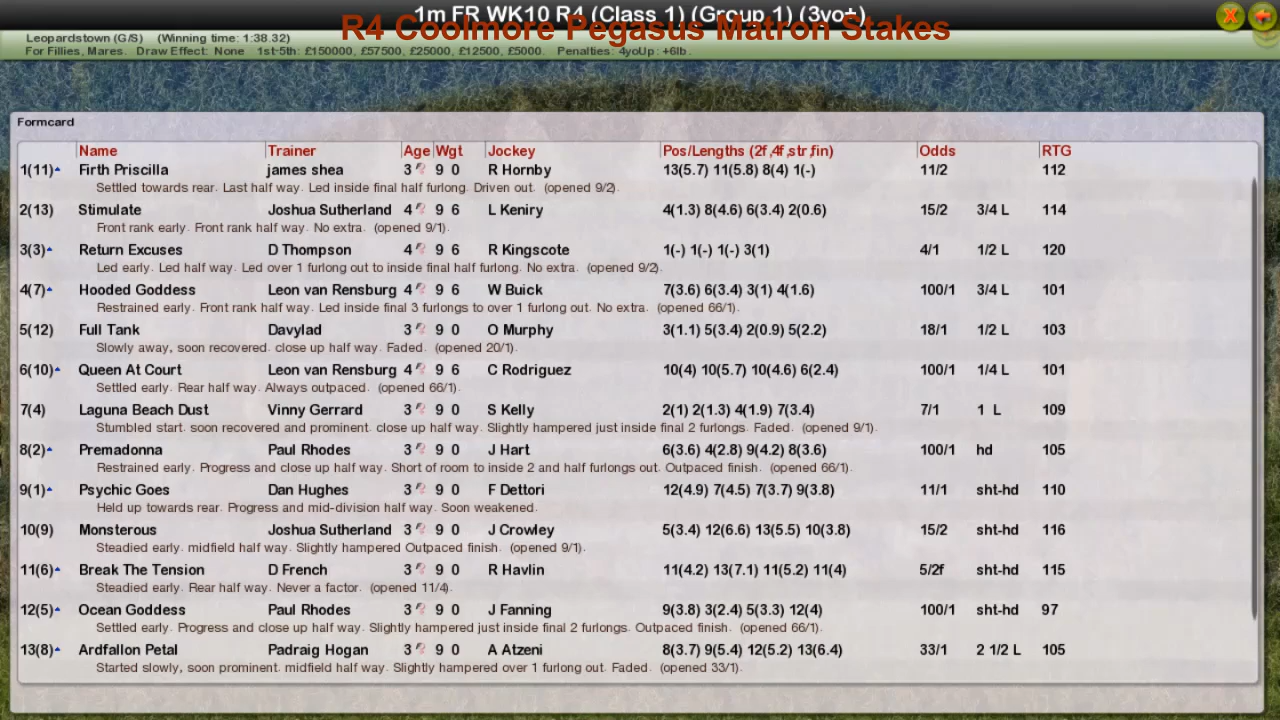 1m FR WK10 R4 (Class 1) (Group 1) (3yo+)
R4 Coolmore Pegasus Matron Stakes
Leopardstown (G/S) (Winning time: 1:38.32)
For Fillies, Mares. Draw Effect: None 1st-5th: £150000, £57500, £25000, £12500, £5000. Penalties: 4yoUp: +6lb.
Formcard
Name Trainer Age Wgt Jockey Pos/Lengths (2f,4f,str,fin) Odds RTG
1(11) Firth Priscilla james shea 3 9 0 R Hornby 13(5.7) 11(5.8) 8(4) 1(-) 11/2 112
Settled towards rear. Last half way. Led inside final half furlong. Driven out. (opened 9/2).
2(13) Stimulate Joshua Sutherland 4 9 6 L Keniry 4(1.3) 8(4.6) 6(3.4) 2(0.6) 15/2 3/4 L 114
Front rank early. Front rank half way. No extra. (opened 9/1).
3(3) Return Excuses D Thompson 4 9 6 R Kingscote 1(-) 1(-) 1(-) 3(1) 4/1 1/2 L 120
Led early. Led half way. Led over 1 furlong out to inside final half furlong. No extra. (opened 9/2).
4(7) Hooded Goddess Leon van Rensburg 4 9 6 W Buick 7(3.6) 6(3.4) 3(1) 4(1.6) 100/1 3/4 L 101
Restrained early. Front rank half way. Led inside final 3 furlongs to over 1 furlong out. No extra. (opened 66/1).
5(12) Full Tank Davylad 3 9 0 O Murphy 3(1.1) 5(3.4) 2(0.9) 5(2.2) 18/1 1/2 L 103
Slowly away, soon recovered. close up half way. Faded. (opened 20/1).
6(10) Queen At Court Leon van Rensburg 4 9 6 C Rodriguez 10(4) 10(5.7) 10(4.6) 6(2.4) 100/1 1/4 L 101
Settled early. Rear half way. Always outpaced. (opened 66/1).
7(4) Laguna Beach Dust Vinny Gerrard 3 9 0 S Kelly 2(1) 2(1.3) 4(1.9) 7(3.4) 7/1 1 L 109
Stumbled start. soon recovered and prominent. close up half way. Slightly hampered just inside final 2 furlongs. Faded. (opened 9/1).
8(2) Premadonna Paul Rhodes 3 9 0 J Hart 6(3.6) 4(2.8) 9(4.2) 8(3.6) 100/1 hd 105
Restrained early. Progress and close up half way. Short of room to inside 2 and half furlongs out. Outpaced finish. (opened 66/1).
9(1) Psychic Goes Dan Hughes 3 9 0 F Dettori 12(4.9) 7(4.5) 7(3.7) 9(3.8) 11/1 sht-hd 110
Held up towards rear. Progress and mid-division half way. Soon weakened.
10(9) Monsterous Joshua Sutherland 3 9 0 J Crowley 5(3.4) 12(6.6) 13(5.5) 10(3.8) 15/2 sht-hd 116
Steadied early. midfield half way. Slightly hampered Outpaced finish. (opened 9/1).
11(6) Break The Tension D French 3 9 0 R Havlin 11(4.2) 13(7.1) 11(5.2) 11(4) 5/2f sht-hd 115
Steadied early. Rear half way. Never a factor. (opened 11/4).
12(5) Ocean Goddess Paul Rhodes 3 9 0 J Fanning 9(3.8) 3(2.4) 5(3.3) 12(4) 100/1 sht-hd 97
Settled early. Progress and close up half way. Slightly hampered just inside final 2 furlongs. Outpaced finish. (opened 66/1).
13(8) Ardfallon Petal Padraig Hogan 3 9 0 A Atzeni 8(3.7) 9(5.4) 12(5.2) 13(6.4) 33/1 2 1/2 L 105
Started slowly, soon prominent. midfield half way. Slightly hampered over 1 furlong out. Faded. (opened 33/1).